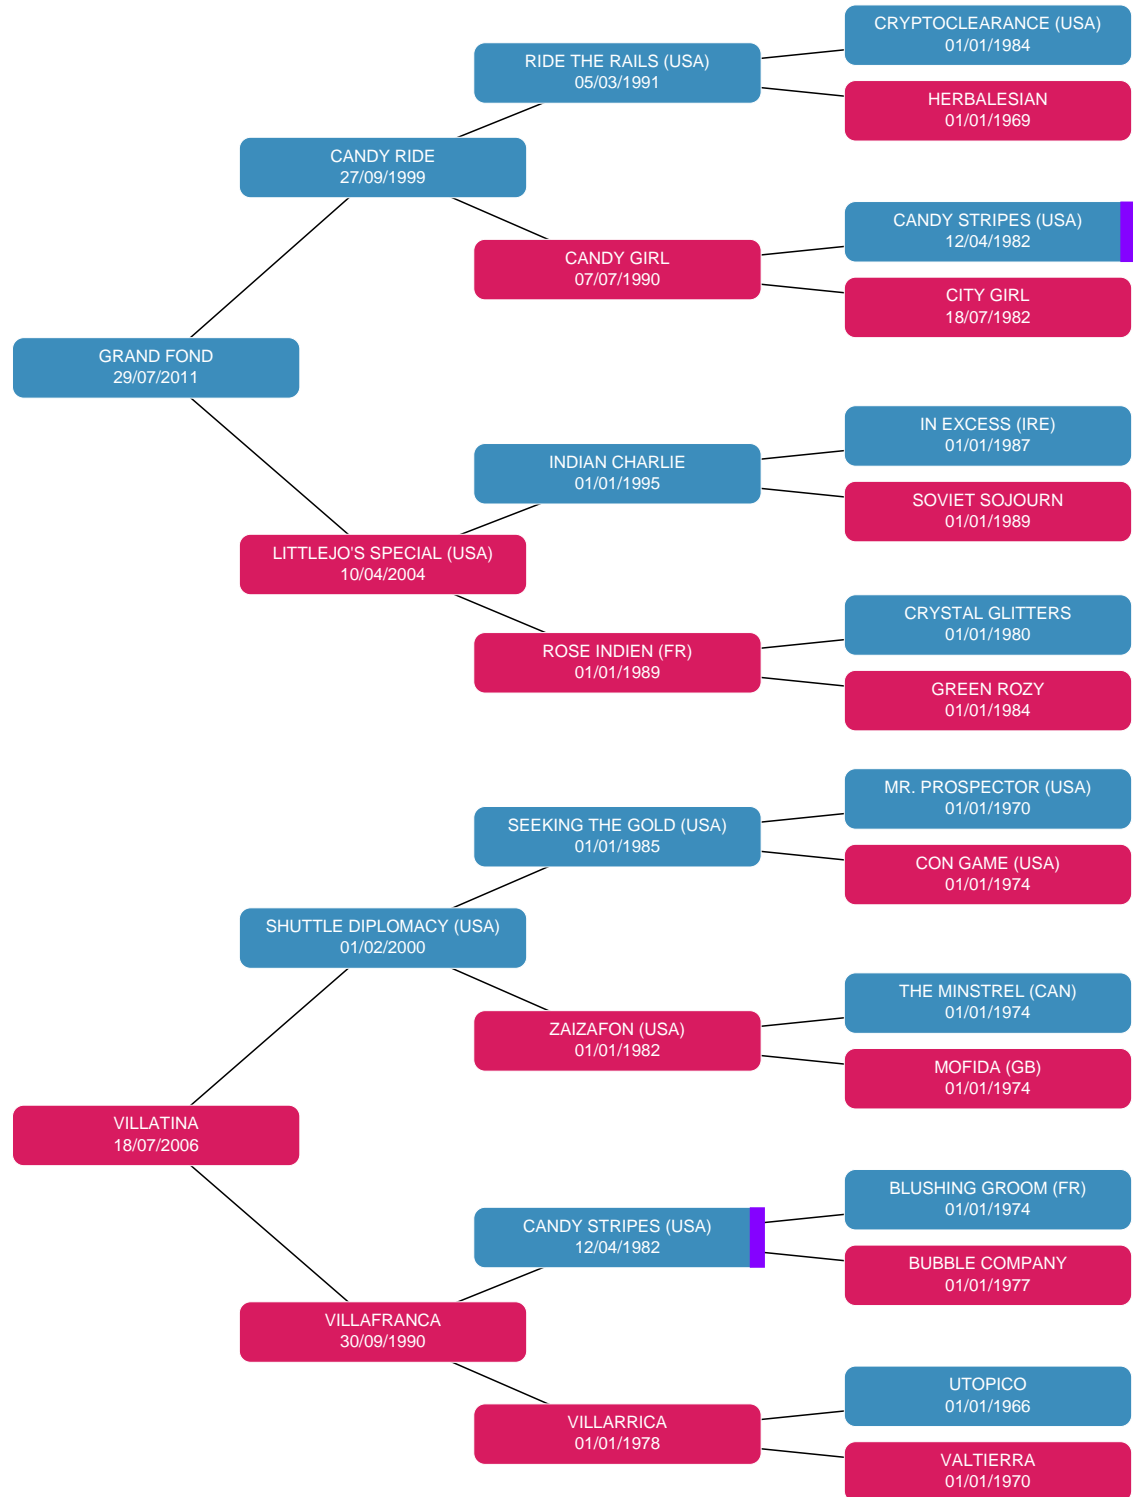 CRYPTOCLEARANCE (USA)
01/01/1984
RIDE THE RAILS (USA)
05/03/1991
HERBALESIAN
01/01/1969
CANDY RIDE
27/09/1999
CANDY STRIPES (USA)
12/04/1982
CANDY GIRL
07/07/1990
CITY GIRL
18/07/1982
GRAND FOND
29/07/2011
IN EXCESS (IRE)
01/01/1987
INDIAN CHARLIE
01/01/1995
SOVIET SOJOURN
01/01/1989
LITTLEJO'S SPECIAL (USA)
10/04/2004
CRYSTAL GLITTERS
01/01/1980
ROSE INDIEN (FR)
01/01/1989
GREEN ROZY
01/01/1984
MR. PROSPECTOR (USA)
01/01/1970
SEEKING THE GOLD (USA)
01/01/1985
CON GAME (USA)
01/01/1974
SHUTTLE DIPLOMACY (USA)
01/02/2000
THE MINSTREL (CAN)
01/01/1974
ZAIZAFON (USA)
01/01/1982
MOFIDA (GB)
01/01/1974
VILLATINA
18/07/2006
BLUSHING GROOM (FR)
01/01/1974
CANDY STRIPES (USA)
12/04/1982
BUBBLE COMPANY
01/01/1977
VILLAFRANCA
30/09/1990
UTOPICO
01/01/1966
VILLARRICA
01/01/1978
VALTIERRA
01/01/1970